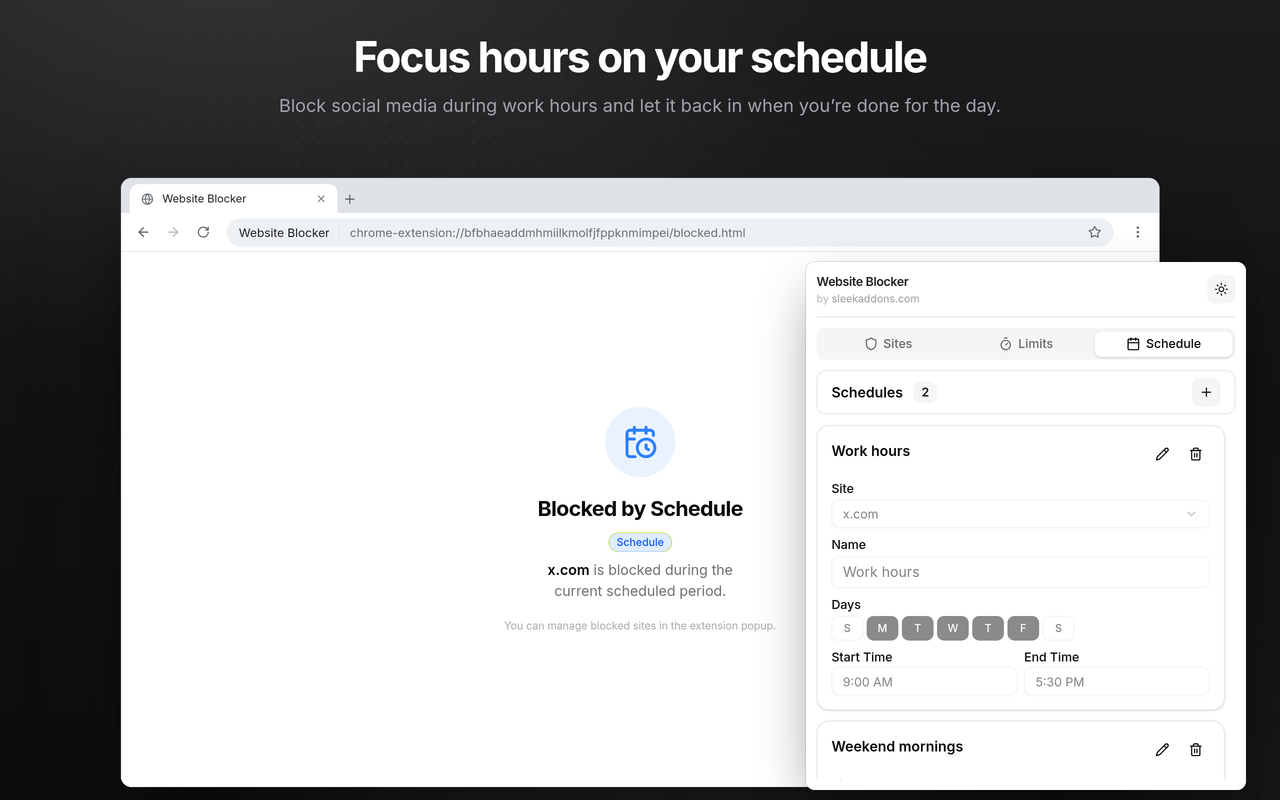 Focus hours on your schedule
Block social media during work hours and let it back in when you're done for the day.
Website Blocker
Website Blocker chrome-extension://bfbhaeaddmhmiilkmolfjfppknmimpei/blocked.html
Blocked by Schedule
Schedule
x.com is blocked during the
current scheduled period.
You can manage blocked sites in the extension popup.
Website Blocker
by sleekaddons.com
Sites Limits Schedule
Schedules 2
Work hours
Site
x.com
Name
Work hours
Days
S M T W T F S
Start Time End Time
9:00 AM 5:30 PM
Weekend mornings